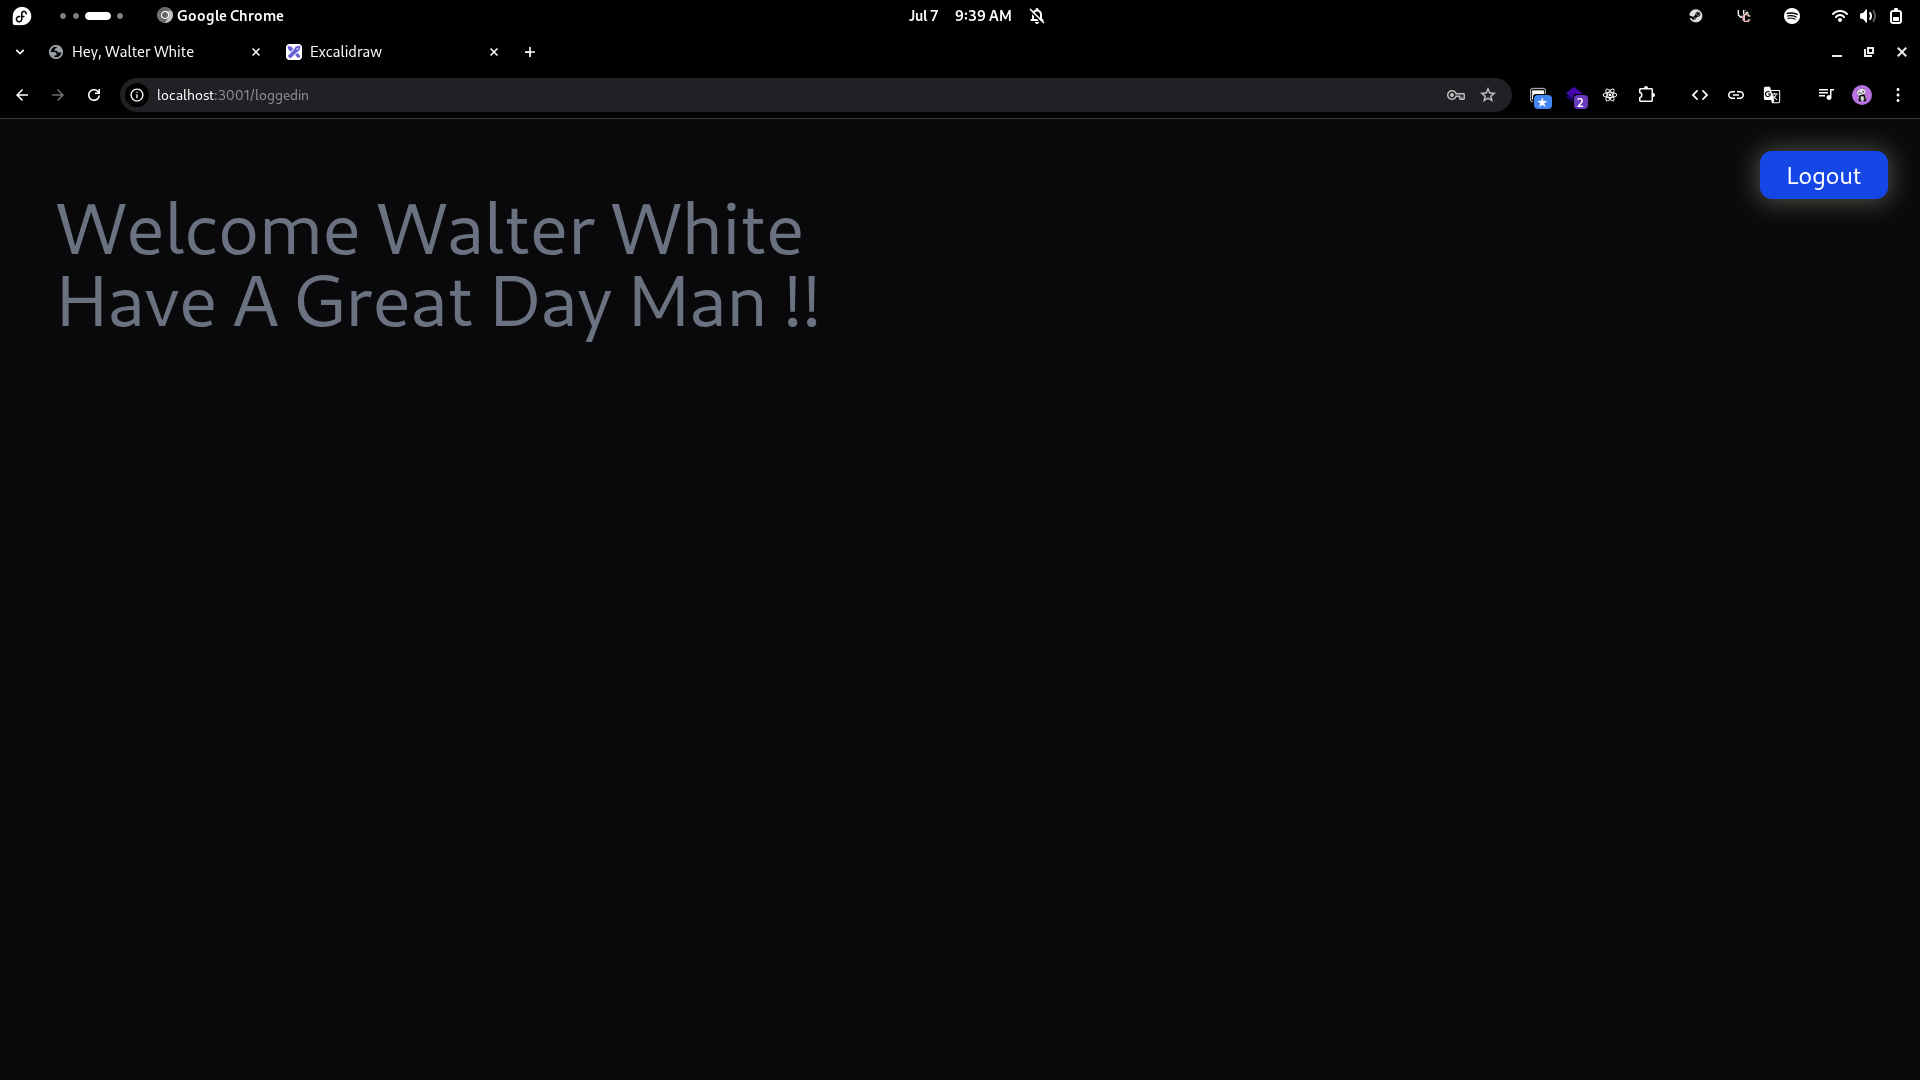 Google Chrome
Jul 7 9:39 AM
Hey, Walter White
Excalidraw
localhost:3001/loggedin
2
Logout
Welcome Walter White
Have A Great Day Man !!